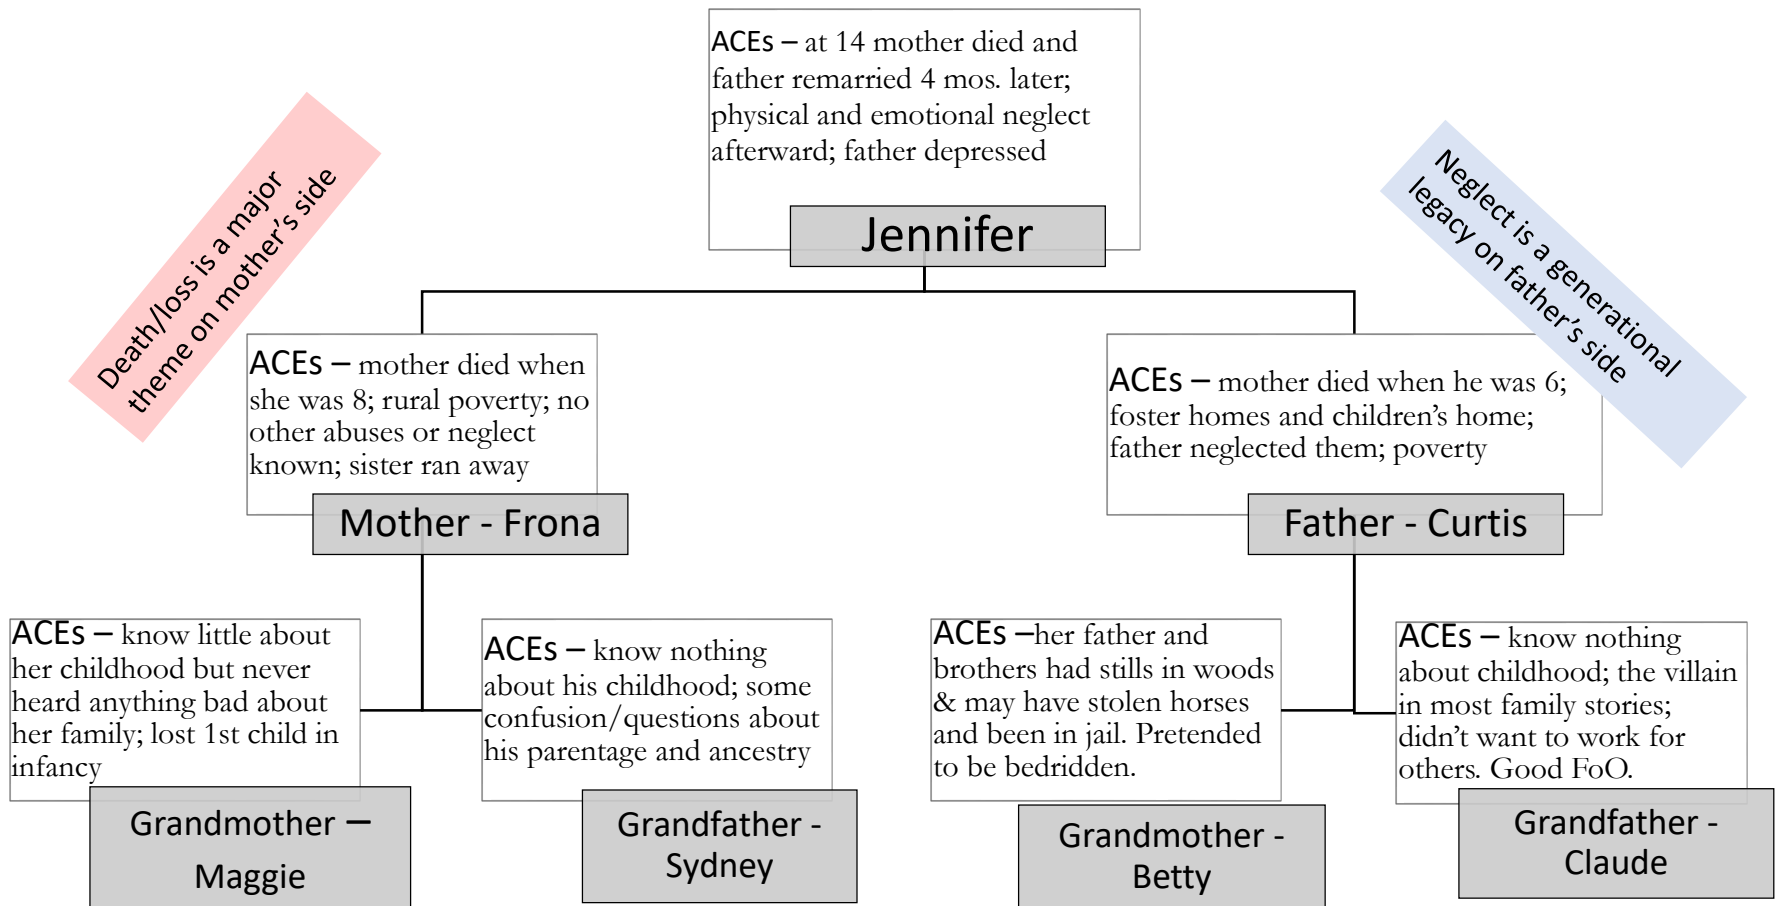 ACEs – at 14 mother died and
father remarried 4 mos. later;
physical and emotional neglect
afterward; father depressed
Jennifer
Death/loss is a major
theme on mother's side
Neglect is a generational
legacy on father's side
ACEs – mother died when
she was 8; rural poverty; no
other abuses or neglect
known; sister ran away
Mother - Frona
ACEs – mother died when he was 6;
foster homes and children's home;
father neglected them; poverty
Father - Curtis
ACEs – know little about
her childhood but never
heard anything bad about
her family; lost 1st child in
infancy
Grandmother –
Maggie
ACEs – know nothing
about his childhood; some
confusion/questions about
his parentage and ancestry
Grandfather -
Sydney
ACEs –her father and
brothers had stills in woods
& may have stolen horses
and been in jail. Pretended
to be bedridden.
Grandmother -
Betty
ACEs – know nothing
about childhood; the villain
in most family stories;
didn't want to work for
others. Good FoO.
Grandfather -
Claude